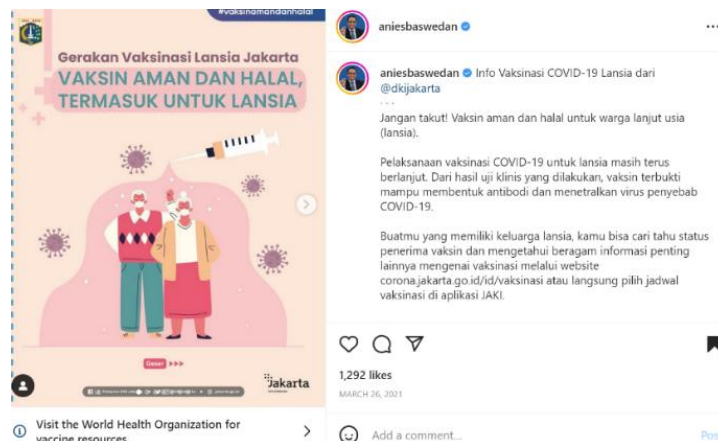 #vaksinamandanhalal
Gerakan Vaksinasi Lansia Jakarta
VAKSIN AMAN DAN HALAL,
TERMASUK UNTUK LANSIA
Geser >>>
Jakarta
Visit the World Health Organization for
vaccine resources
aniesbaswedan
aniesbaswedan Info Vaksinasi COVID-19 Lansia dari
@dkijakarta
. . .
Jangan takut! Vaksin aman dan halal untuk warga lanjut usia
(lansia).
Pelaksanaan vaksinasi COVID-19 untuk lansia masih terus
berlanjut. Dari hasil uji klinis yang dilakukan, vaksin terbukti
mampu membentuk antibodi dan menetralkan virus penyebab
COVID-19.
Buatmu yang memiliki keluarga lansia, kamu bisa cari tahu status
penerima vaksin dan mengetahui beragam informasi penting
lainnya mengenai vaksinasi melalui website
corona.jakarta.go.id/id/vaksinasi atau langsung pilih jadwal
vaksinasi di aplikasi JAKI.
1,292 likes
MARCH 26, 2021
Add a comment...
Post